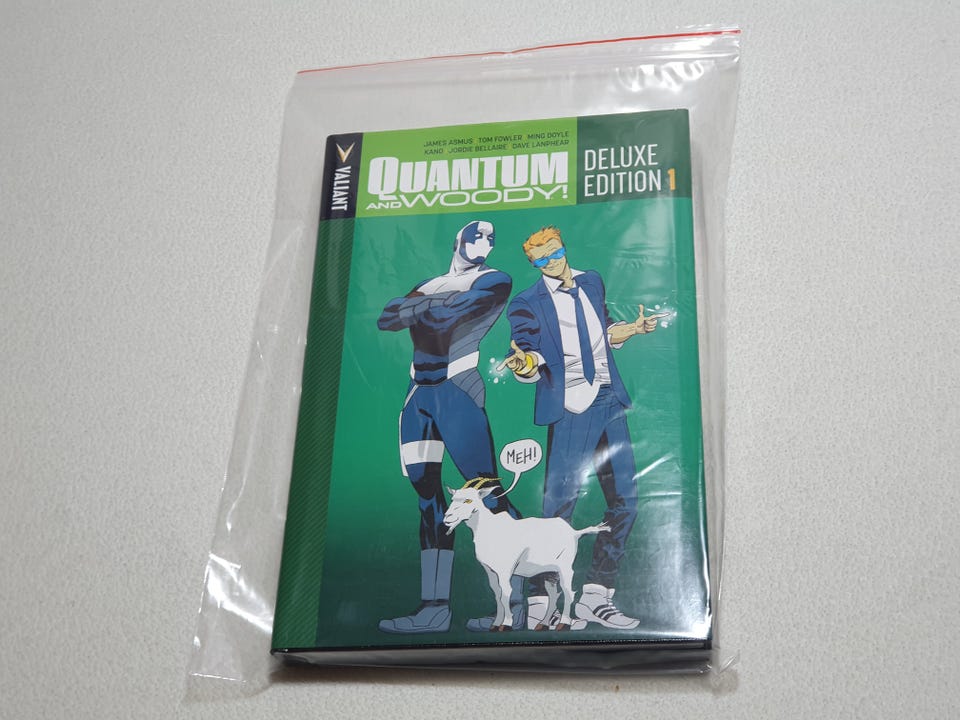 VALIANT
JAMES ASMUS TOM FOWLER MING DOYLE
KANO JORDIE BELLAIRE DAVE LANPHEAR
QUANTUM
AND WOODY!
DELUXE
EDITION 1
MEH!